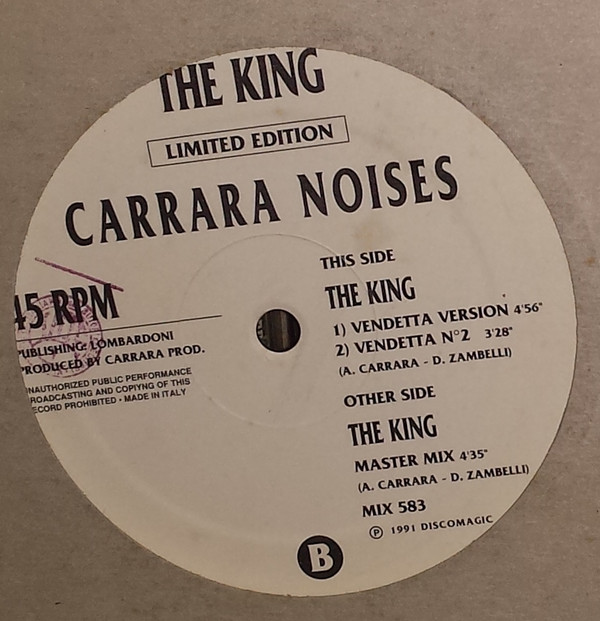 THE KING
LIMITED EDITION
CARRARA NOISES
45 RPM
PUBLISHING: LOMBARDONI
PRODUCED BY CARRARA PROD.
UNAUTHORIZED PUBLIC PERFORMANCE
BROADCASTING AND COPIYNG OF THIS
RECORD PROHIBITED • MADE IN ITALY
THIS SIDE
THE KING
1) VENDETTA VERSION 4'56"
2) VENDETTA N°2 3'28"
(A. CARRARA - D. ZAMBELLI)
OTHER SIDE
THE KING
MASTER MIX 4'35"
(A. CARRARA - D. ZAMBELLI)
MIX 583
℗ 1991 DISCOMAGIC
B